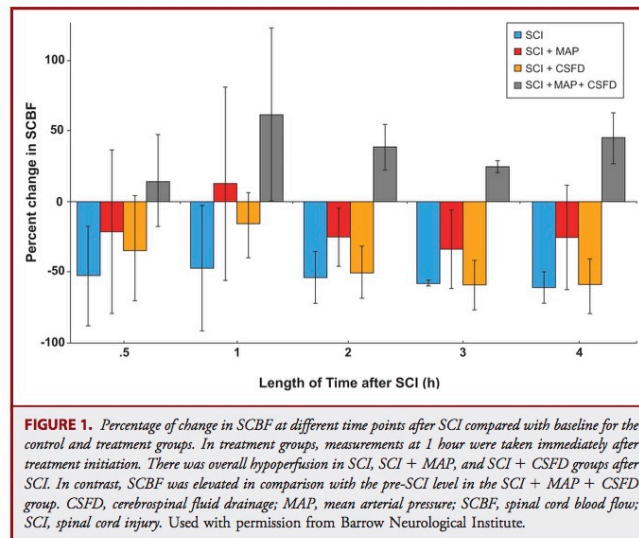 SCI
SCI + MAP
SCI + CSFD
SCI +MAP+ CSFD
Percent change in SCBF
100
50
0
-50
-100
.5
1
2
3
4
Length of Time after SCI (h)
FIGURE 1. Percentage of change in SCBF at different time points after SCI compared with baseline for the
control and treatment groups. In treatment groups, measurements at 1 hour were taken immediately after
treatment initiation. There was overall hypoperfusion in SCI, SCI + MAP, and SCI + CSFD groups after
SCI. In contrast, SCBF was elevated in comparison with the pre-SCI level in the SCI + MAP + CSFD
group. CSFD, cerebrospinal fluid drainage; MAP, mean arterial pressure; SCBF, spinal cord blood flow;
SCI, spinal cord injury. Used with permission from Barrow Neurological Institute.